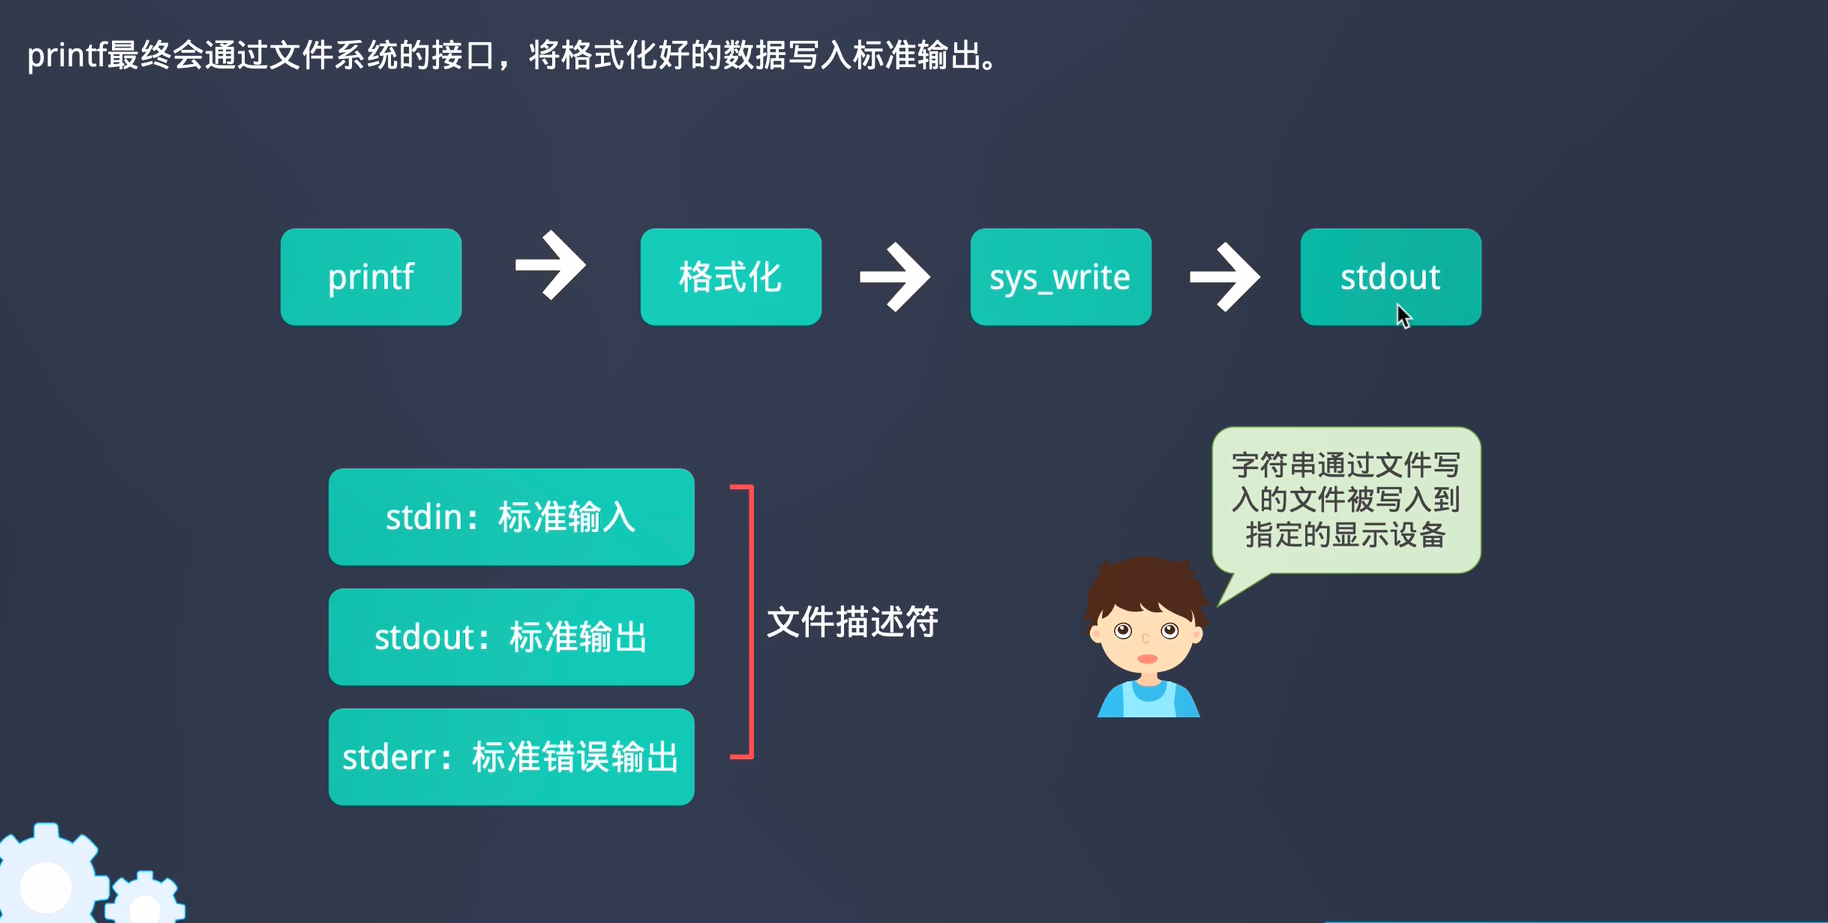 printf最终会通过文件系统的接口，将格式化好的数据写入标准输出。
printf
格式化
sys_write
stdout
stdin：标准输入
stdout：标准输出
stderr：标准错误输出
文件描述符
字符串通过文件写
入的文件被写入到
指定的显示设备